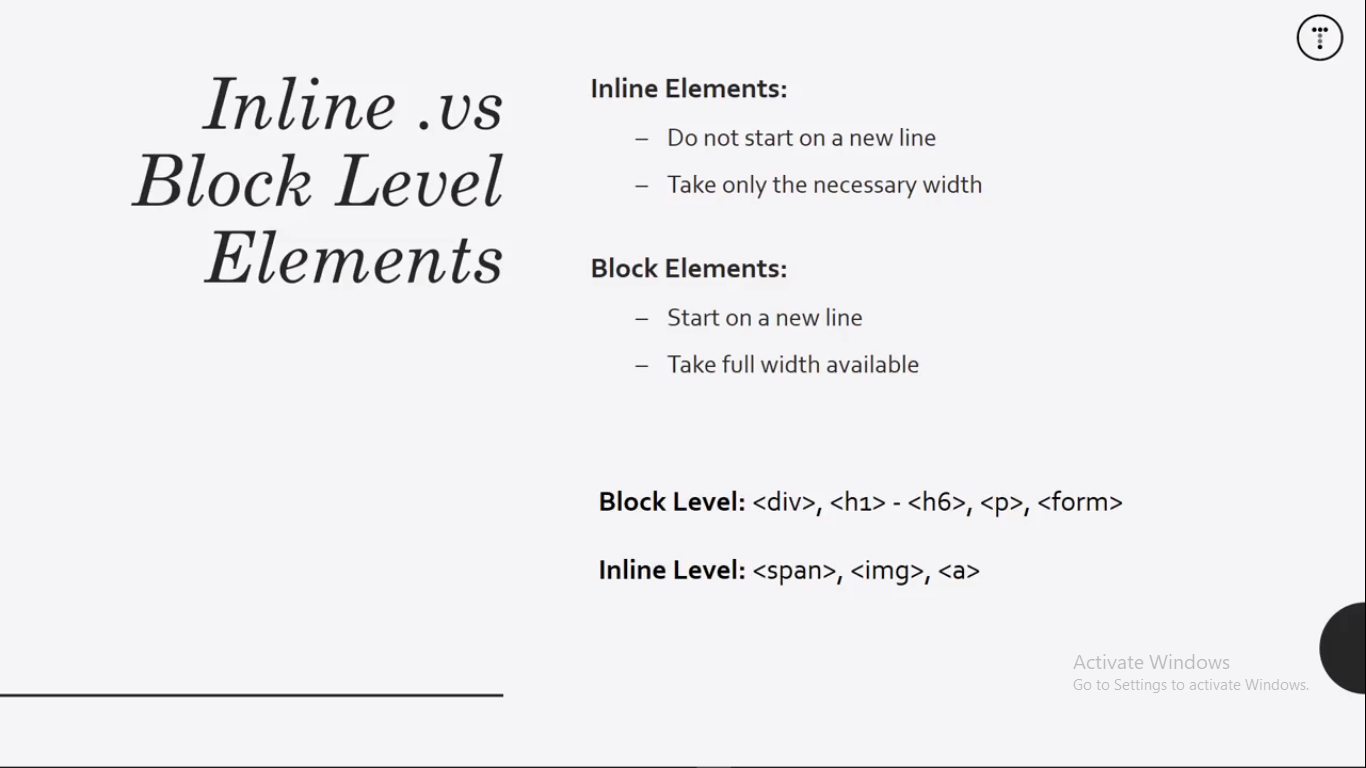 Inline .vs
Block Level
Elements
Inline Elements:
– Do not start on a new line
– Take only the necessary width
Block Elements:
– Start on a new line
– Take full width available
Block Level: <div>, <h1> - <h6>, <p>, <form>
Inline Level: <span>, <img>, <a>
Activate Windows
Go to Settings to activate Windows.